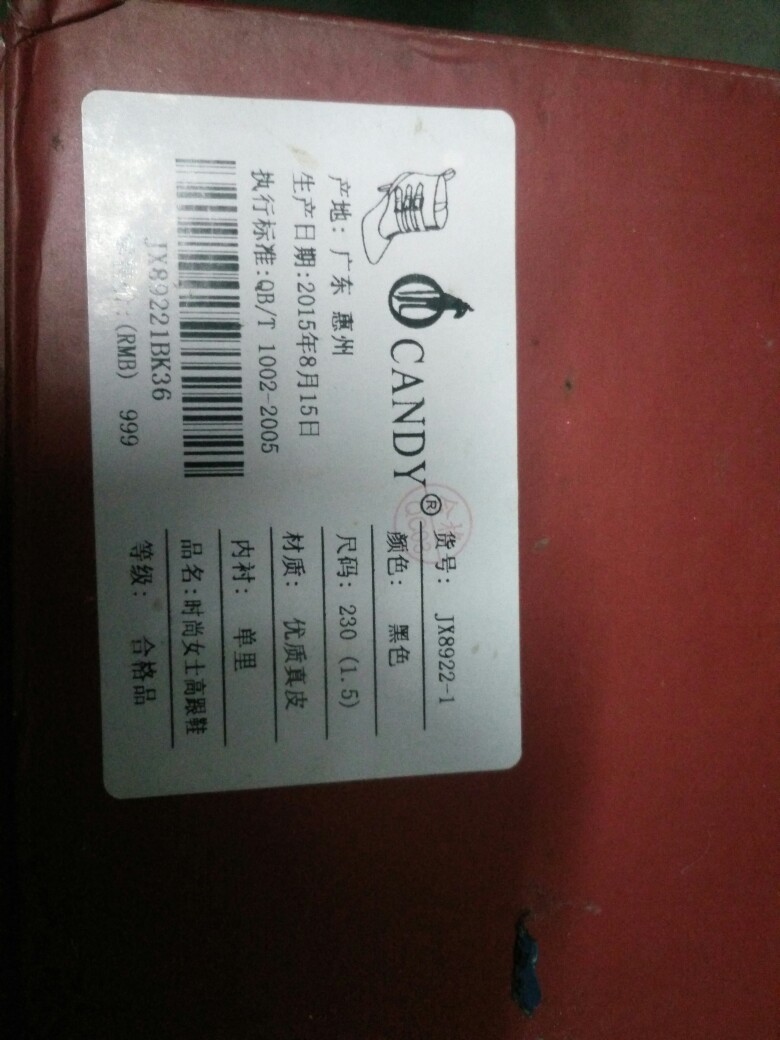 CANDY®
产地: 广东 惠州
生产日期:2015年8月15日
执行标准:QB/T 1002-2005
JX89221BK36
(RMB) 999
货号: JX8922-1
颜色: 黑色
尺码: 230 (1.5)
材质: 优质真皮
内衬: 单里
品名:时尚女士高跟鞋
等级: 合格品